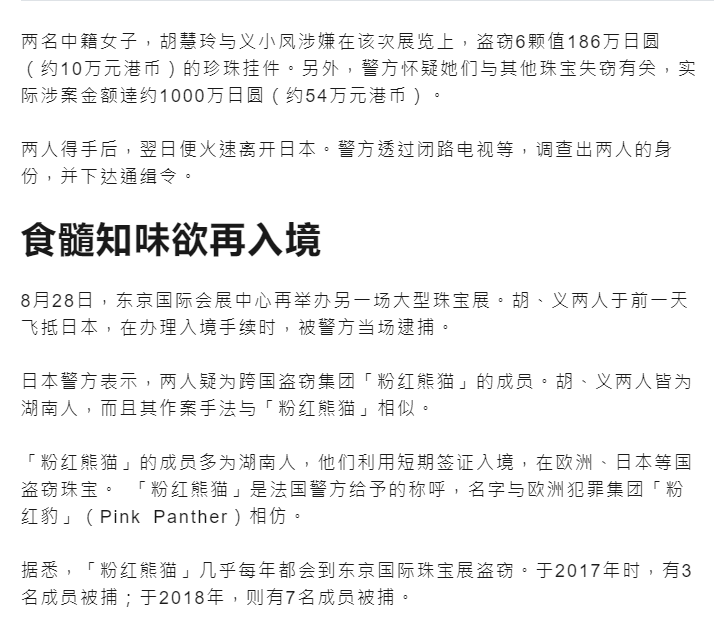 两名中籍女子，胡慧玲与义小凤涉嫌在该次展览上，盗窃6颗值186万日圆
（约10万元港币）的珍珠挂件。另外，警方怀疑她们与其他珠宝失窃有关，实
际涉案金额達约1000万日圆（约54万元港币）。
两人得手后，翌日便火速离开日本。警方透过闭路电视等，调查出两人的身
份，并下达通缉令。
食髓知味欲再入境
8月28日，东京国际会展中心再举办另一场大型珠宝展。胡、义两人于前一天
飞抵日本，在办理入境手续时，被警方当场逮捕。
日本警方表示，两人疑为跨国盗窃集团「粉红熊猫」的成员。胡、义两人皆为
湖南人，而且其作案手法与「粉红熊猫」相似。
「粉红熊猫」的成员多为湖南人，他们利用短期签证入境，在欧洲、日本等国
盗窃珠宝。 「粉红熊猫」是法国警方给予的称呼，名字与欧洲犯罪集团「粉
红豹」（Pink Panther）相仿。
据悉，「粉红熊猫」几乎每年都会到东京国际珠宝展盗窃。于2017年时，有3
名成员被捕；于2018年，则有7名成员被捕。